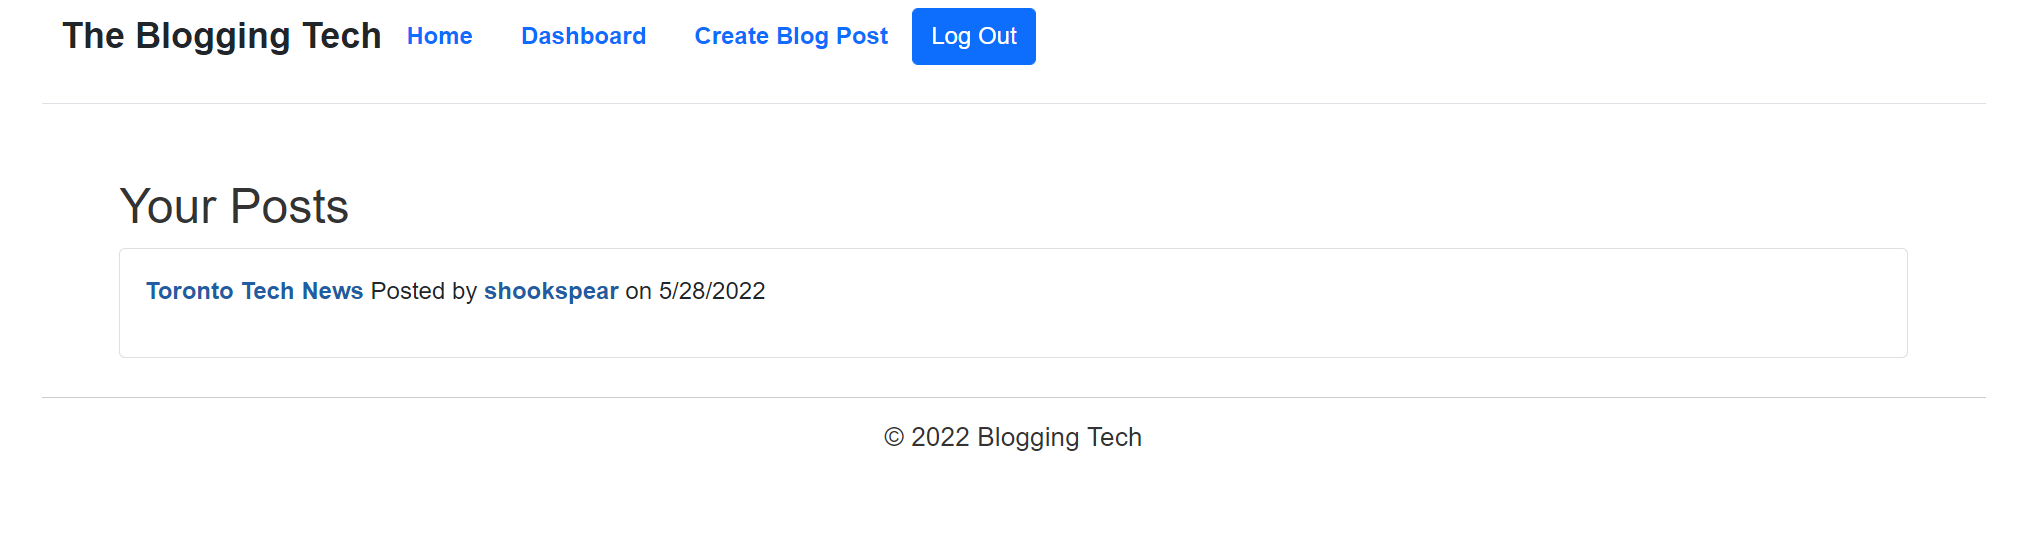 The Blogging Tech Home Dashboard Create Blog Post Log Out
Your Posts
Toronto Tech News Posted by shookspear on 5/28/2022
© 2022 Blogging Tech